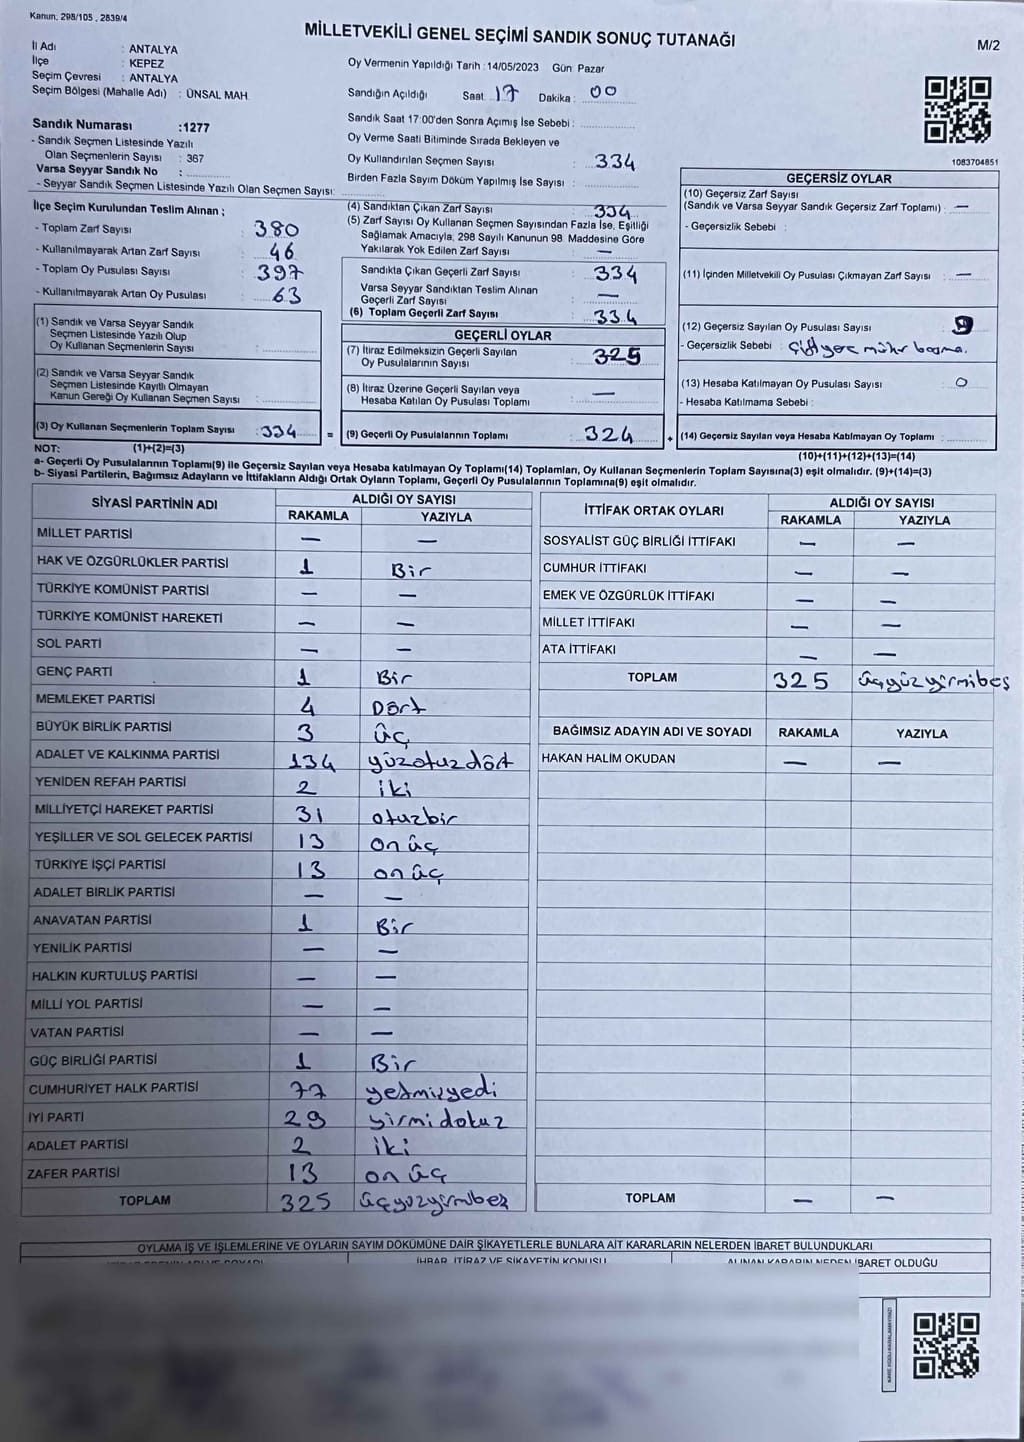 Kanun: 298/105 , 2839/4
MİLLETVEKİLİ GENEL SEÇİMİ SANDIK SONUÇ TUTANAĞI
M/2
İl Adı : ANTALYA
İlçe : KEPEZ
Seçim Çevresi : ANTALYA
Seçim Bölgesi (Mahalle Adı) : ÜNSAL MAH.
Oy Vermenin Yapıldığı Tarih : 14/05/2023 Gün: Pazar
Sandığın Açıldığı Saat: 17 Dakika : 00
Sandık Saat 17:00'den Sonra Açımış İse Sebebi :
Oy Verme Saati Bitiminde Sırada Bekleyen ve
Oy Kullandırılan Seçmen Sayısı : 334
Birden Fazla Sayım Döküm Yapılmış İse Sayısı :
1083704851
Sandık Numarası :1277
- Sandık Seçmen Listesinde Yazılı
Olan Seçmenlerin Sayısı : 367
Varsa Seyyar Sandık No :
- Seyyar Sandık Seçmen Listesinde Yazılı Olan Seçmen Sayısı:
İlçe Seçim Kurulundan Teslim Alınan ;
- Toplam Zarf Sayısı : 380
- Kullanılmayarak Artan Zarf Sayısı : 46
- Toplam Oy Pusulası Sayısı : 397
- Kullanılmayarak Artan Oy Pusulası : 63
(1) Sandık ve Varsa Seyyar Sandık
Seçmen Listesinde Yazılı Olup
Oy Kullanan Seçmenlerin Sayısı :
(2) Sandık ve Varsa Seyyar Sandık
Seçmen Listesinde Kayıtlı Olmayan
Kanun Gereği Oy Kullanan Seçmen Sayısı :
(3) Oy Kullanan Seçmenlerin Toplam Sayısı : 334 =
(4) Sandıktan Çıkan Zarf Sayısı : 334
(5) Zarf Sayısı Oy Kullanan Seçmen Sayısından Fazla İse, Eşitliği
Sağlamak Amacıyla, 298 Sayılı Kanunun 98. Maddesine Göre
Yakılarak Yok Edilen Zarf Sayısı : —
Sandıkta Çıkan Geçerli Zarf Sayısı : 334
Varsa Seyyar Sandıktan Teslim Alınan
Geçerli Zarf Sayısı : —
(6) Toplam Geçerli Zarf Sayısı : 334
GEÇERLİ OYLAR
(7) İtiraz Edilmeksizin Geçerli Sayılan
Oy Pusulalarının Sayısı : 325
(8) İtiraz Üzerine Geçerli Sayılan veya
Hesaba Katılan Oy Pusulası Toplamı : —
(9) Geçerli Oy Pusulalarının Toplamı : 324 +
GEÇERSİZ OYLAR
(10) Geçersiz Zarf Sayısı
(Sandık ve Varsa Seyyar Sandık Geçersiz Zarf Toplamı) : —
- Geçersizlik Sebebi :
(11) İçinden Milletvekili Oy Pusulası Çıkmayan Zarf Sayısı : —
(12) Geçersiz Sayılan Oy Pusulası Sayısı : 9
- Geçersizlik Sebebi :
(13) Hesaba Katılmayan Oy Pusulası Sayısı : 0
- Hesaba Katılmama Sebebi :
(14) Geçersiz Sayılan veya Hesaba Katılmayan Oy Toplamı :
NOT: (1)+(2)=(3)
(10)+(11)+(12)+(13)=(14)
a- Geçerli Oy Pusulalarının Toplamı(9) ile Geçersiz Sayılan veya Hesaba katılmayan Oy Toplamı(14) Toplamları, Oy Kullanan Seçmenlerin Toplam Sayısına(3) eşit olmalıdır. (9)+(14)=(3)
b- Siyasi Partilerin, Bağımsız Adayların ve İttifakların Aldığı Ortak Oyların Toplamı, Geçerli Oy Pusulalarının Toplamına(9) eşit olmalıdır.
SİYASİ PARTİNİN ADI ALDIĞI OY SAYISI
RAKAMLA YAZIYLA
MİLLET PARTİSİ — —
HAK VE ÖZGÜRLÜKLER PARTİSİ 1 Bir
TÜRKİYE KOMÜNİST PARTİSİ — —
TÜRKİYE KOMÜNİST HAREKETİ — —
SOL PARTİ — —
GENÇ PARTİ 1 Bir
MEMLEKET PARTİSİ 4 Dört
BÜYÜK BİRLİK PARTİSİ 3 üç
ADALET VE KALKINMA PARTİSİ 134 yüzotuzdört
YENİDEN REFAH PARTİSİ 2 iki
MİLLİYETÇİ HAREKET PARTİSİ 31 otuzbir
YEŞİLLER VE SOL GELECEK PARTİSİ 13 on üç
TÜRKİYE İŞÇİ PARTİSİ 13 on üç
ADALET BİRLİK PARTİSİ — —
ANAVATAN PARTİSİ 1 Bir
YENİLİK PARTİSİ — —
HALKIN KURTULUŞ PARTİSİ — —
MİLLİ YOL PARTİSİ — —
VATAN PARTİSİ — —
GÜÇ BİRLİĞİ PARTİSİ 1 Bir
CUMHURİYET HALK PARTİSİ 77 yetmişyedi
İYİ PARTİ 29 yirmidokuz
ADALET PARTİSİ 2 iki
ZAFER PARTİSİ 13 on üç
TOPLAM 325 üçyüzyirmibeş
İTTİFAK ORTAK OYLARI ALDIĞI OY SAYISI
RAKAMLA YAZIYLA
SOSYALİST GÜÇ BİRLİĞİ İTTİFAKI — —
CUMHUR İTTİFAKI — —
EMEK VE ÖZGÜRLÜK İTTİFAKI — —
MİLLET İTTİFAKI — —
ATA İTTİFAKI — —
TOPLAM 325 üçyüzyirmibeş
BAĞIMSIZ ADAYIN ADI VE SOYADI RAKAMLA YAZIYLA
HAKAN HALİM OKUDAN — —
TOPLAM — —
OYLAMA İŞ VE İŞLEMLERİNE VE OYLARIN SAYIM DÖKÜMÜNE DAİR ŞİKAYETLERLE BUNLARA AİT KARARLARIN NELERDEN İBARET BULUNDUKLARI
İHBAR, İTİRAZ VE ŞİKAYETİN KONUSU
ALINAN KARARIN NEDEN İBARET OLDUĞU